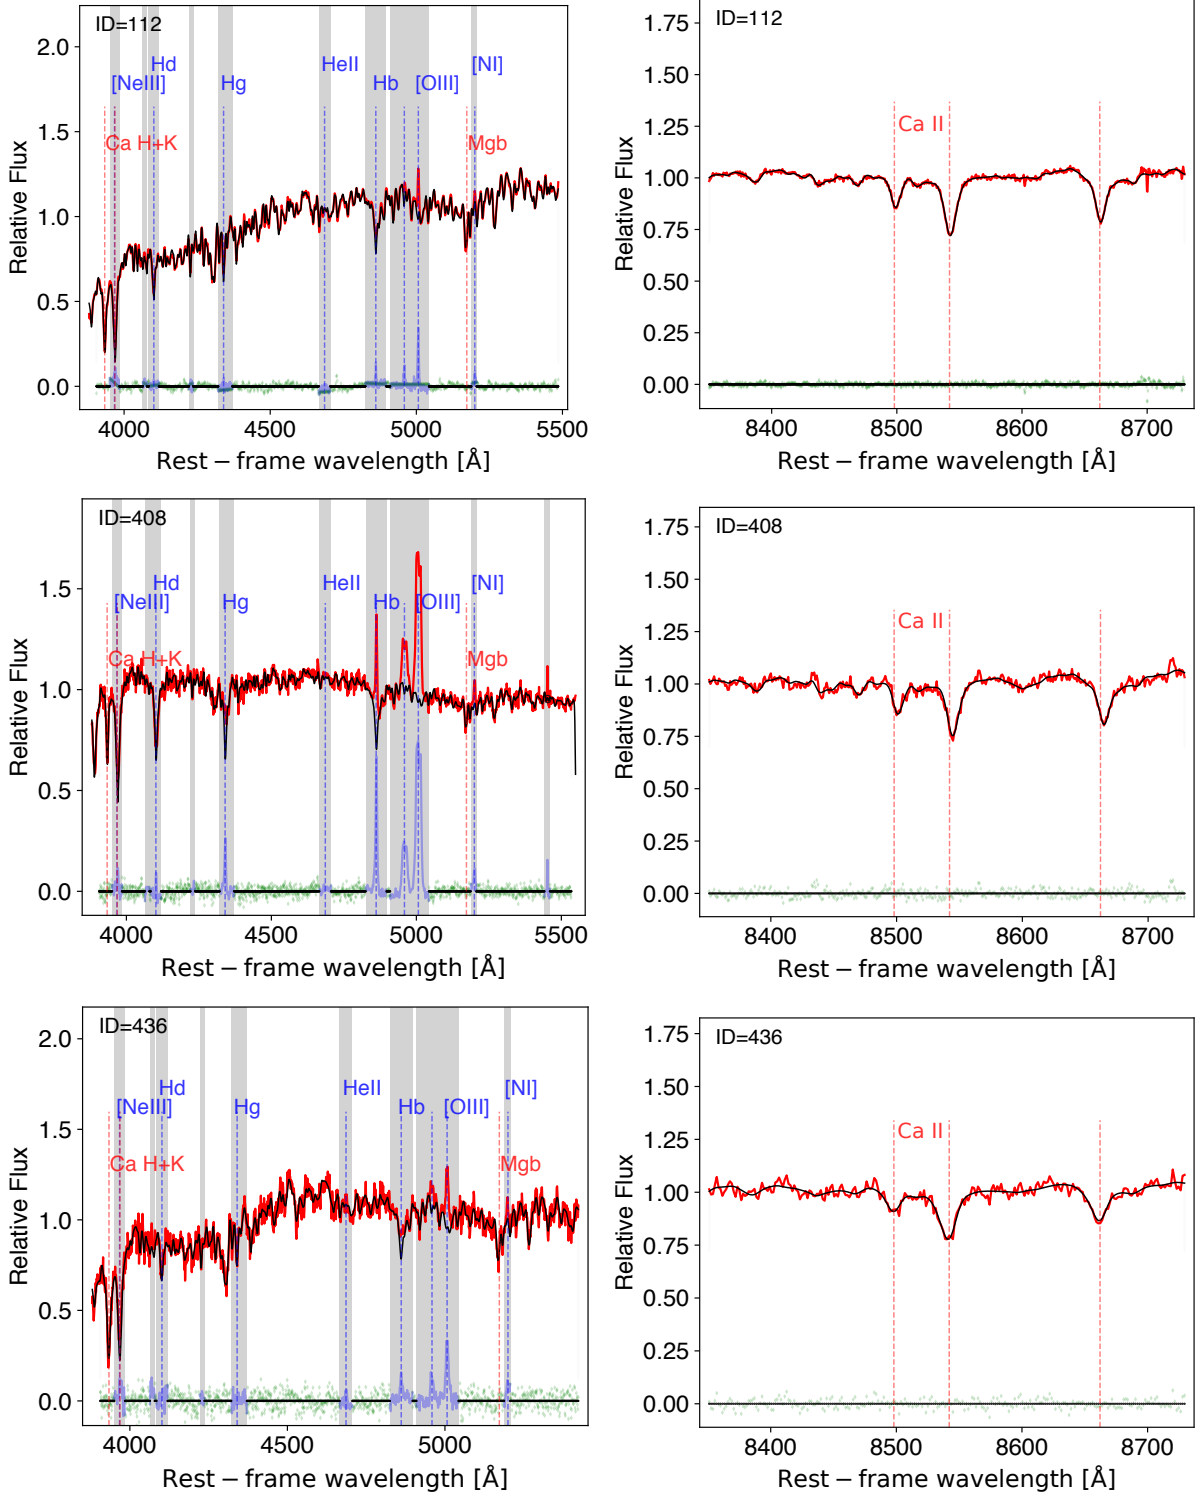 ID=112
2.0
1.5
1.0
0.5
0.0
Relative Flux
Hd
[NeIII]
Hg
HeII
Hb
[OIII]
[NI]
Ca H+K
Mgb
4000 4500 5000 5500
Rest − frame wavelength [Å]
ID=112
1.75
1.50
1.25
1.00
0.75
0.50
0.25
0.00
Relative Flux
Ca II
8400 8500 8600 8700
Rest − frame wavelength [Å]
ID=408
1.5
1.0
0.5
0.0
Relative Flux
Hd
[NeIII]
Hg
HeII
Hb
[OIII]
[NI]
Ca H+K
Mgb
4000 4500 5000 5500
Rest − frame wavelength [Å]
ID=408
1.75
1.50
1.25
1.00
0.75
0.50
0.25
0.00
Relative Flux
Ca II
8400 8500 8600 8700
Rest − frame wavelength [Å]
ID=436
2.0
1.5
1.0
0.5
0.0
Relative Flux
Hd
[NeIII]
Hg
HeII
Hb
[OIII]
[NI]
Ca H+K
Mgb
4000 4500 5000
Rest − frame wavelength [Å]
ID=436
1.75
1.50
1.25
1.00
0.75
0.50
0.25
0.00
Relative Flux
Ca II
8400 8500 8600 8700
Rest − frame wavelength [Å]